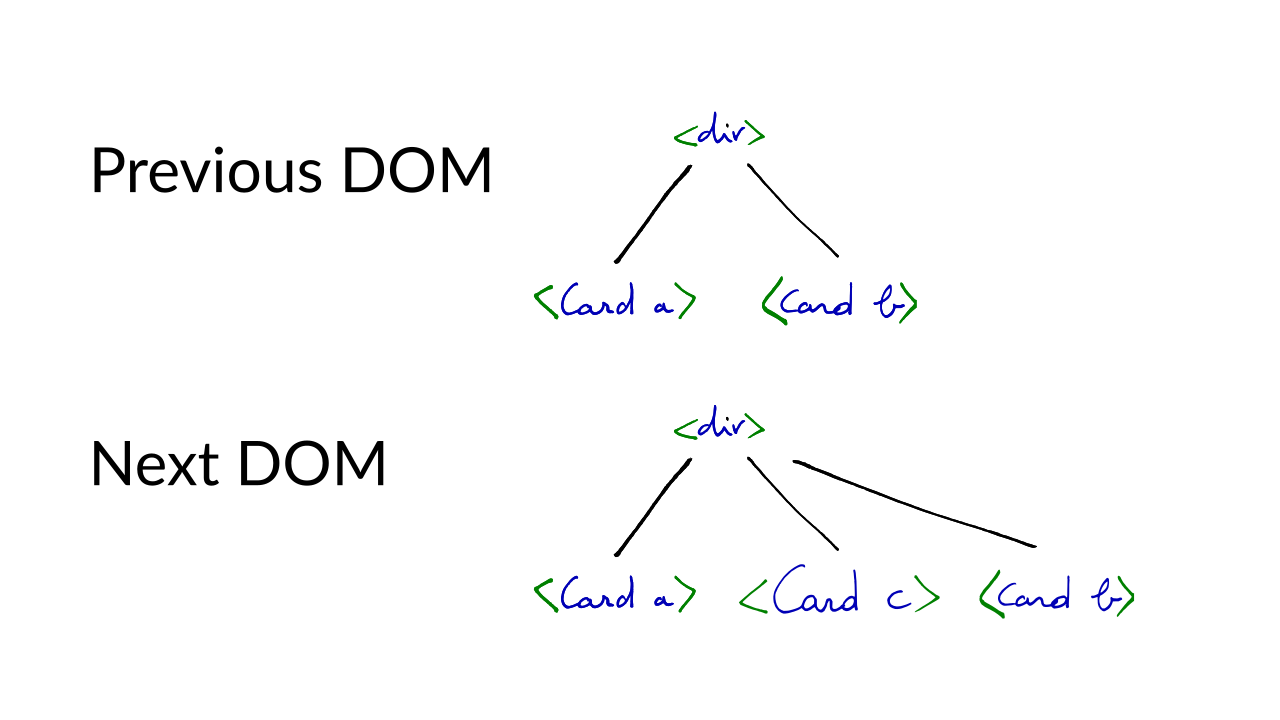 Previous DOM
<div>
<Card a> <Card b>
Next DOM
<div>
<Card a> <Card c> <Card b>